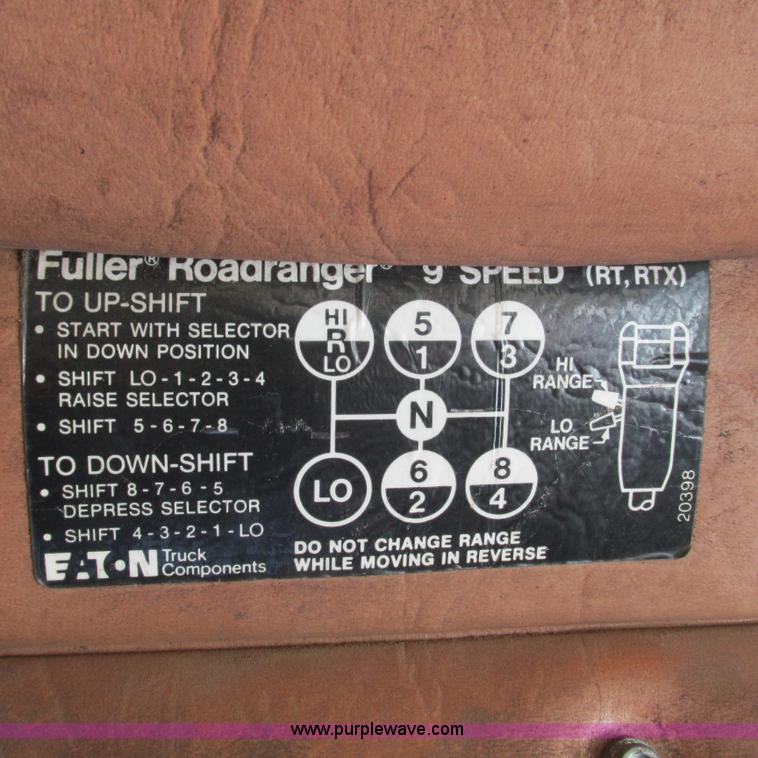 Fuller® Roadranger® 9 SPEED (RT, RTX)
TO UP-SHIFT
• START WITH SELECTOR
IN DOWN POSITION
• SHIFT LO-1-2-3-4
RAISE SELECTOR
• SHIFT 5-6-7-8
TO DOWN-SHIFT
• SHIFT 8-7-6-5
DEPRESS SELECTOR
• SHIFT 4-3-2-1-LO
EATON Truck
Components
HI
R
LO
5
1
7
3
N
LO
6
2
8
4
HI
RANGE
LO
RANGE
DO NOT CHANGE RANGE
WHILE MOVING IN REVERSE
20398
www.purplewave.com